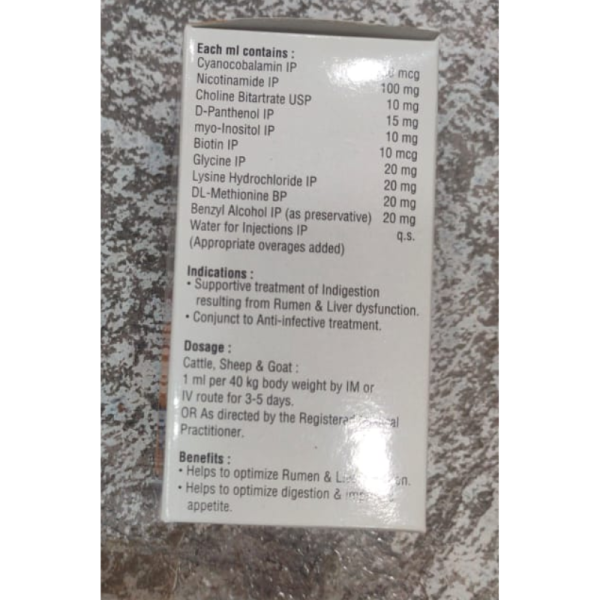 Each ml contains :
Cyanocobalamin IP mcg
Nicotinamide IP 100 mg
Choline Bitartrate USP 10 mg
D-Panthenol IP 15 mg
myo-Inositol IP 10 mg
Biotin IP 10 mcg
Glycine IP 20 mg
Lysine Hydrochloride IP 20 mg
DL-Methionine BP 20 mg
Benzyl Alcohol IP (as preservative) 20 mg
Water for Injections IP q.s.
(Appropriate overages added)
Indications :
• Supportive treatment of Indigestion
resulting from Rumen & Liver dysfunction.
• Conjunct to Anti-infective treatment.
Dosage :
Cattle, Sheep & Goat :
1 ml per 40 kg body weight by IM or
IV route for 3-5 days.
OR As directed by the
Practitioner.
Benefits :
• Helps to optimize Rumen &
• Helps to optimize digestion &
appetite.